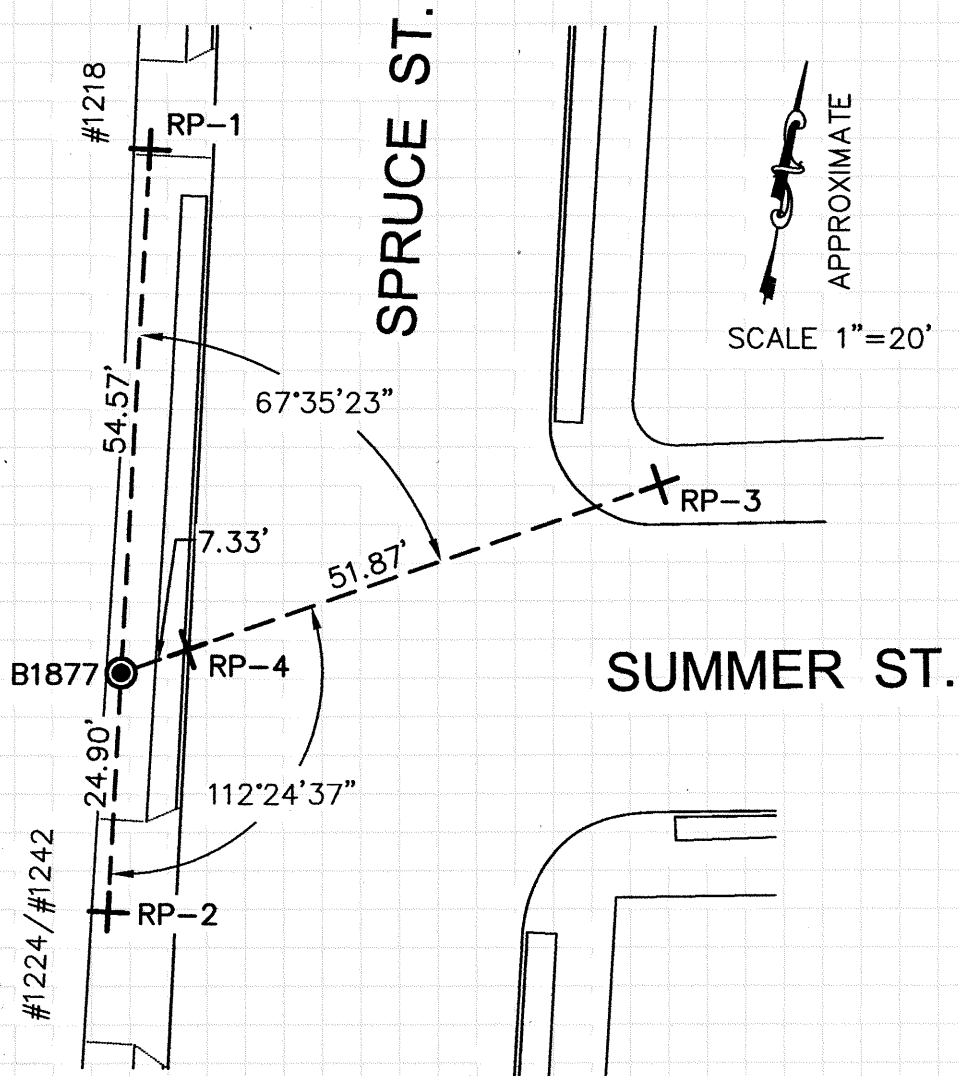 #1218
RP-1
SPRUCE ST.
APPROXIMATE
SCALE 1"=20'
54.57'
67°35'23"
RP-3
7.33'
51.87'
B1877
RP-4
SUMMER ST.
24.90'
112°24'37"
#1224/#1242
RP-2